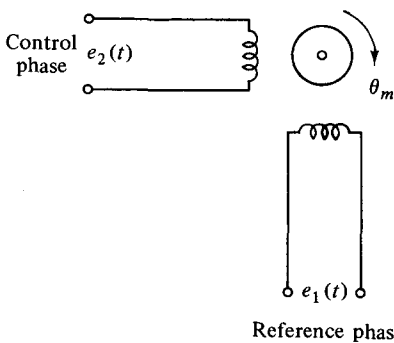 Control
phase
e₂(t)
θₘ
e₁(t)
Reference phas